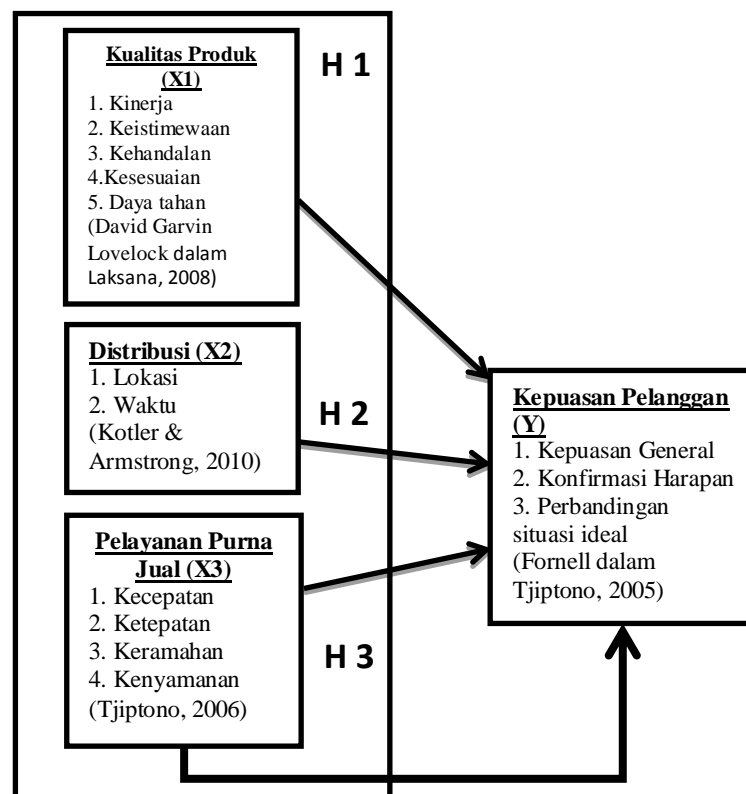 Kualitas Produk
(X1)
1. Kinerja
2. Keistimewaan
3. Kehandalan
4.Kesesuaian
5. Daya tahan
(David Garvin
Lovelock dalam
Laksana, 2008)
H 1
Distribusi (X2)
1. Lokasi
2. Waktu
(Kotler &
Armstrong, 2010)
H 2
Pelayanan Purna
Jual (X3)
1. Kecepatan
2. Ketepatan
3. Keramahan
4. Kenyamanan
(Tjiptono, 2006)
H 3
Kepuasan Pelanggan
(Y)
1. Kepuasan General
2. Konfirmasi Harapan
3. Perbandingan
situasi ideal
(Fornell dalam
Tjiptono, 2005)